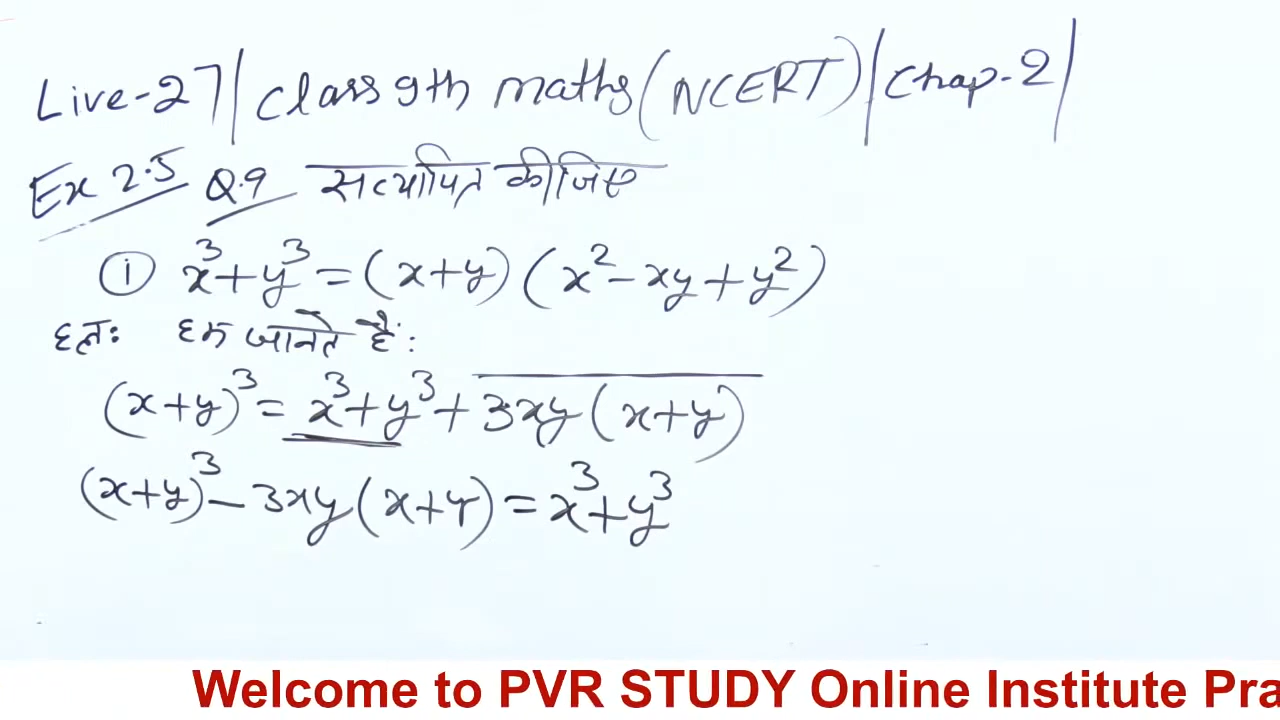 Live-27| Class 9th maths (NCERT)| Chap-2|
Ex 2.5 Q.9 सत्यापित कीजिए
① x³+y³ = (x+y) (x²-xy+y²)
हलः हम जानते हैः
(x+y)³ = x³+y³+3xy(x+y)
(x+y)³-3xy(x+y) = x³+y³
Welcome to PVR STUDY Online Institute Pra